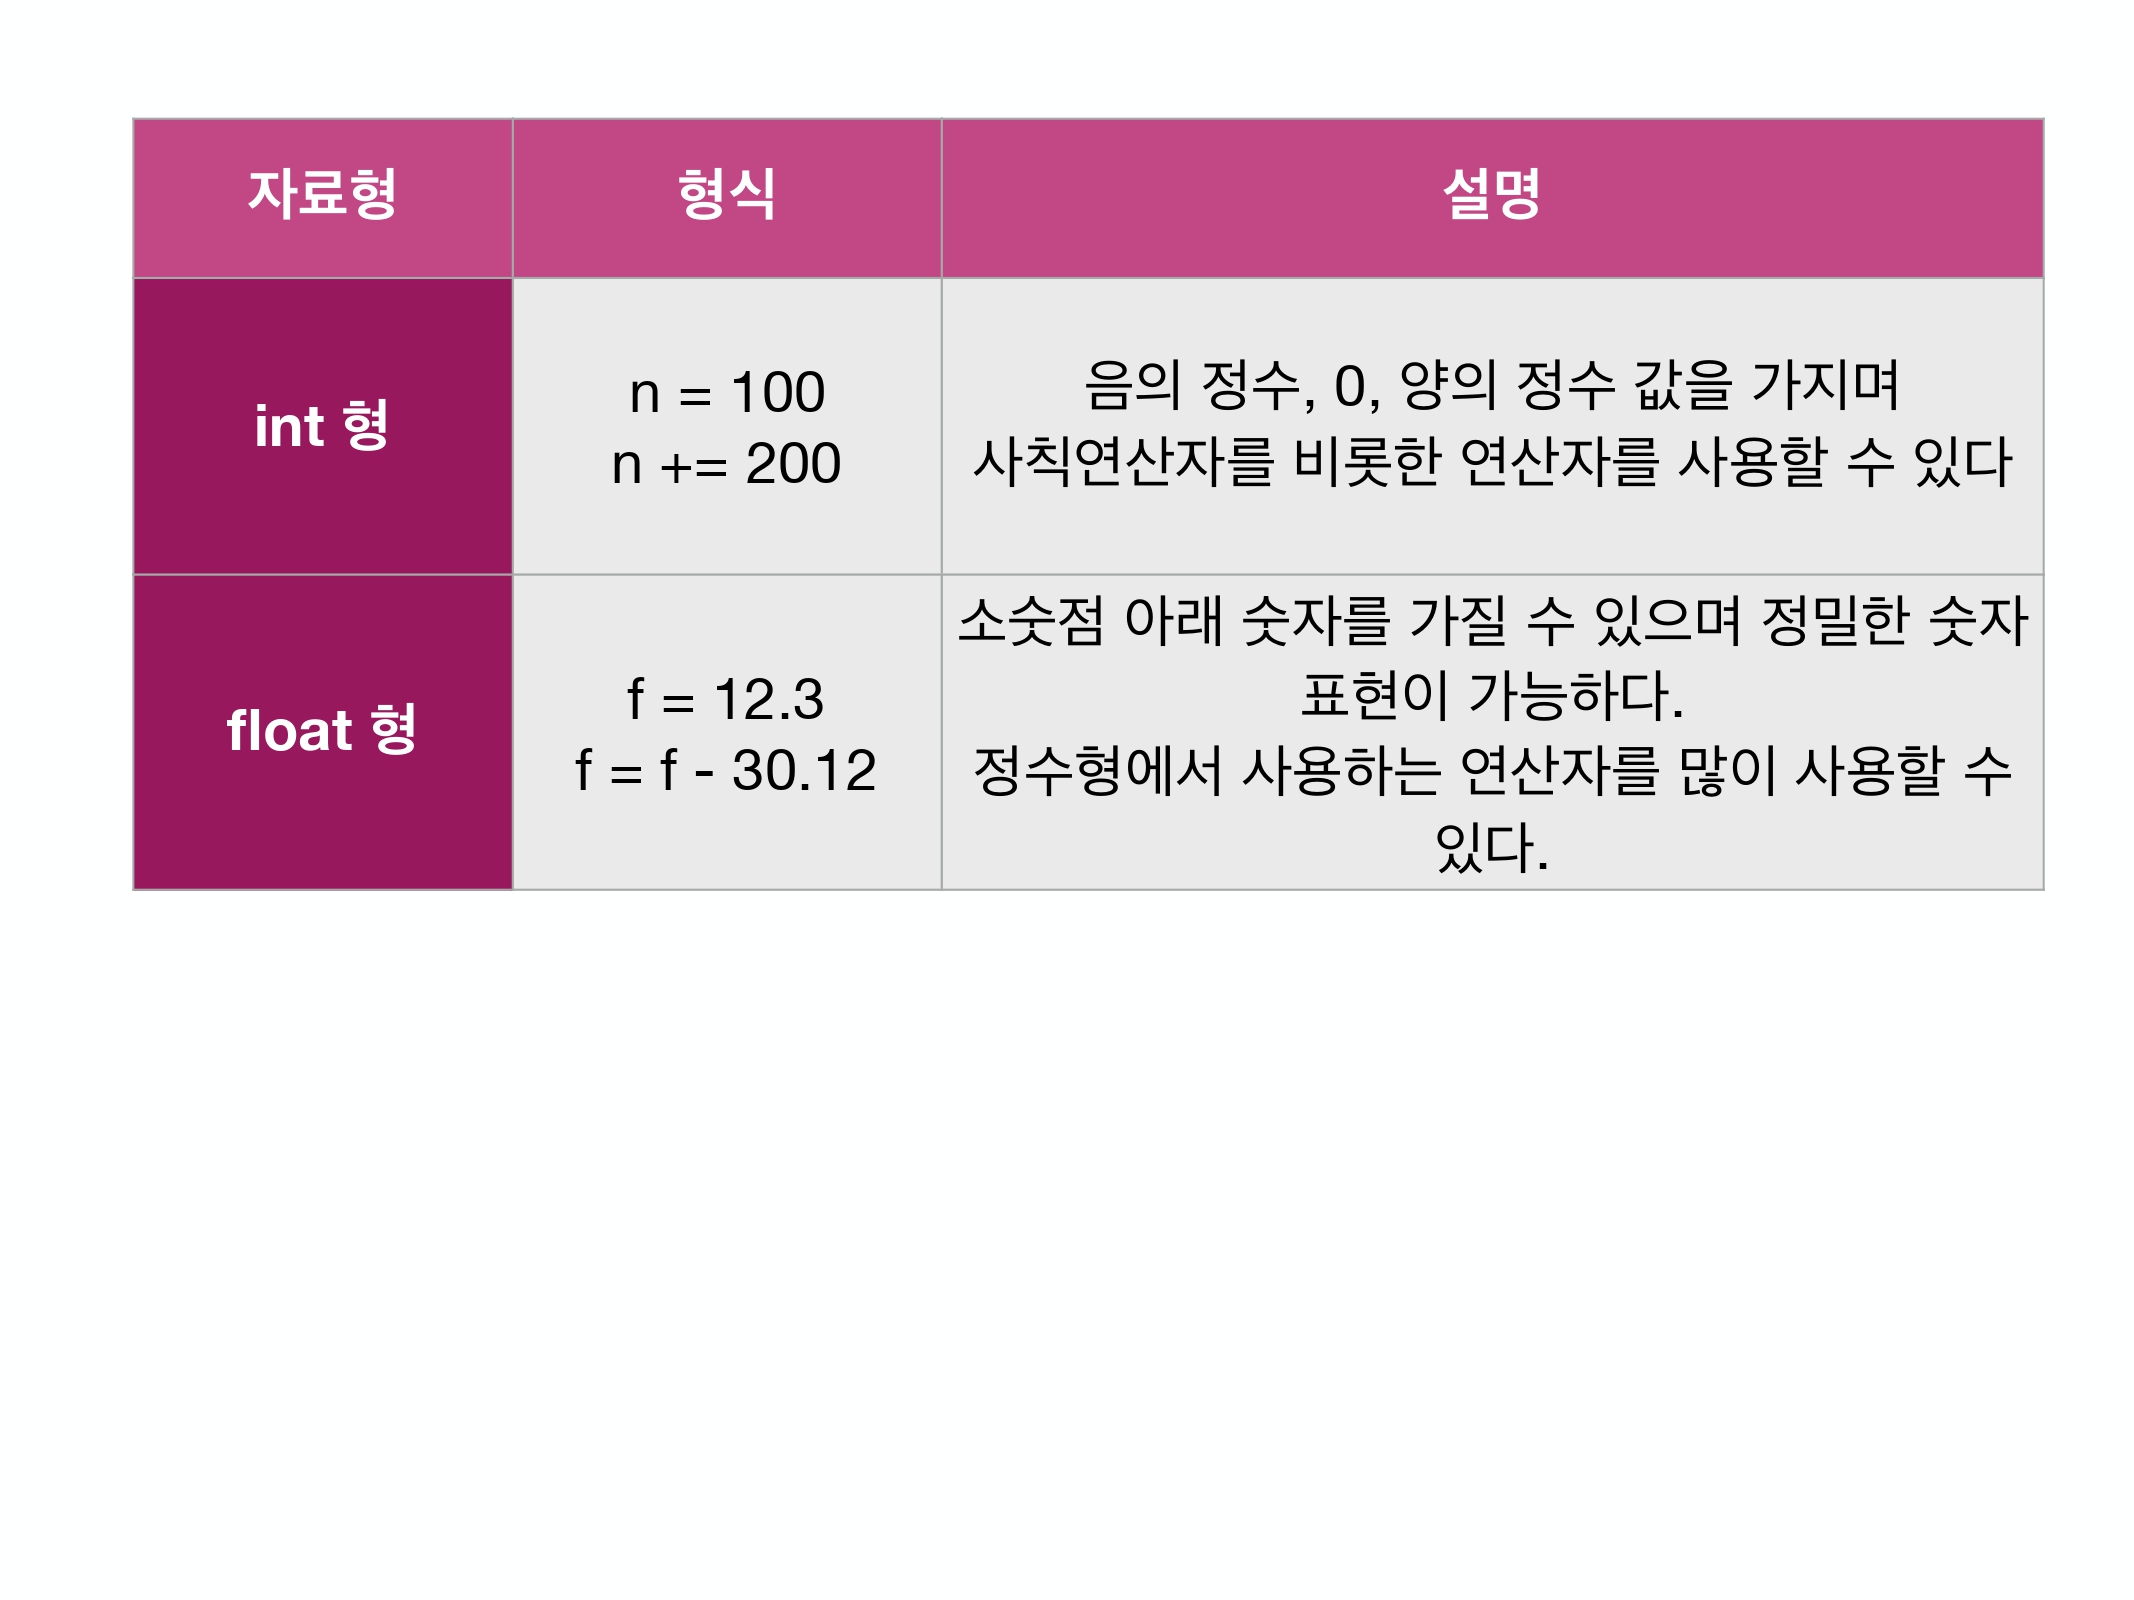 자료형 형식 설명
int 형
n = 100
n += 200
음의 정수, 0, 양의 정수 값을 가지며
사칙연산자를 비롯한 연산자를 사용할 수 있다
float 형
f = 12.3
f = f - 30.12
소숫점 아래 숫자를 가질 수 있으며 정밀한 숫자
표현이 가능하다.
정수형에서 사용하는 연산자를 많이 사용할 수
있다.